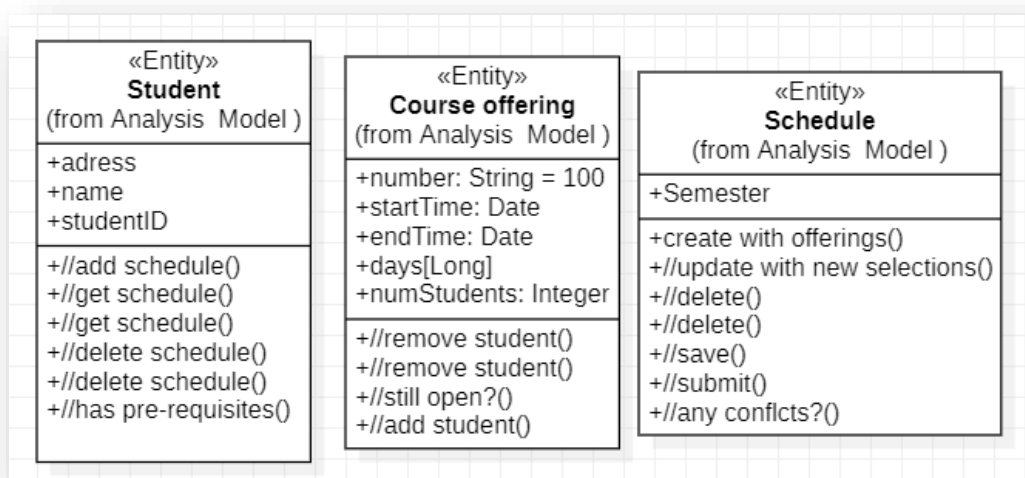 «Entity»
Student
(from Analysis Model )
+adress
+name
+studentID
+//add schedule()
+//get schedule()
+//get schedule()
+//delete schedule()
+//delete schedule()
+//has pre-requisites()
«Entity»
Course offering
(from Analysis Model )
+number: String = 100
+startTime: Date
+endTime: Date
+days[Long]
+numStudents: Integer
+//remove student()
+//remove student()
+//still open?()
+//add student()
«Entity»
Schedule
(from Analysis Model )
+Semester
+create with offerings()
+//update with new selections()
+//delete()
+//delete()
+//save()
+//submit()
+//any conflcts?()